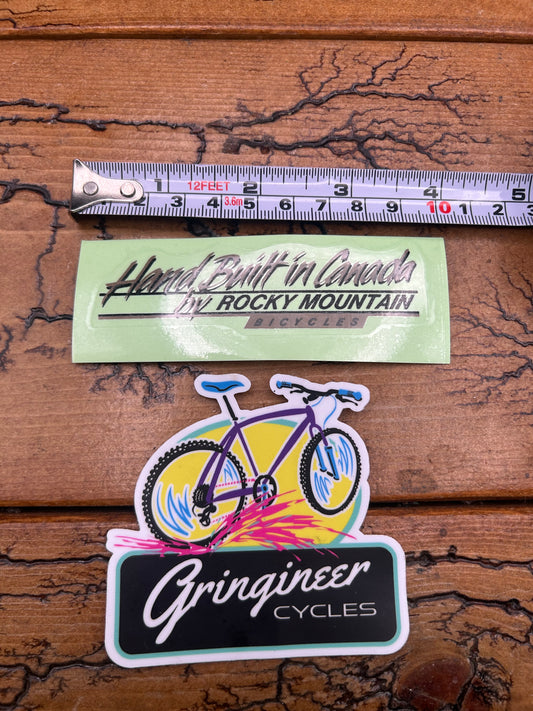 1 12FEET 2 3 4 5
3 4 3.6m 5 6 7 8 9 10 1 2 3
Hand Built in Canada
by ROCKY MOUNTAIN
BICYCLES
Gringineer
CYCLES